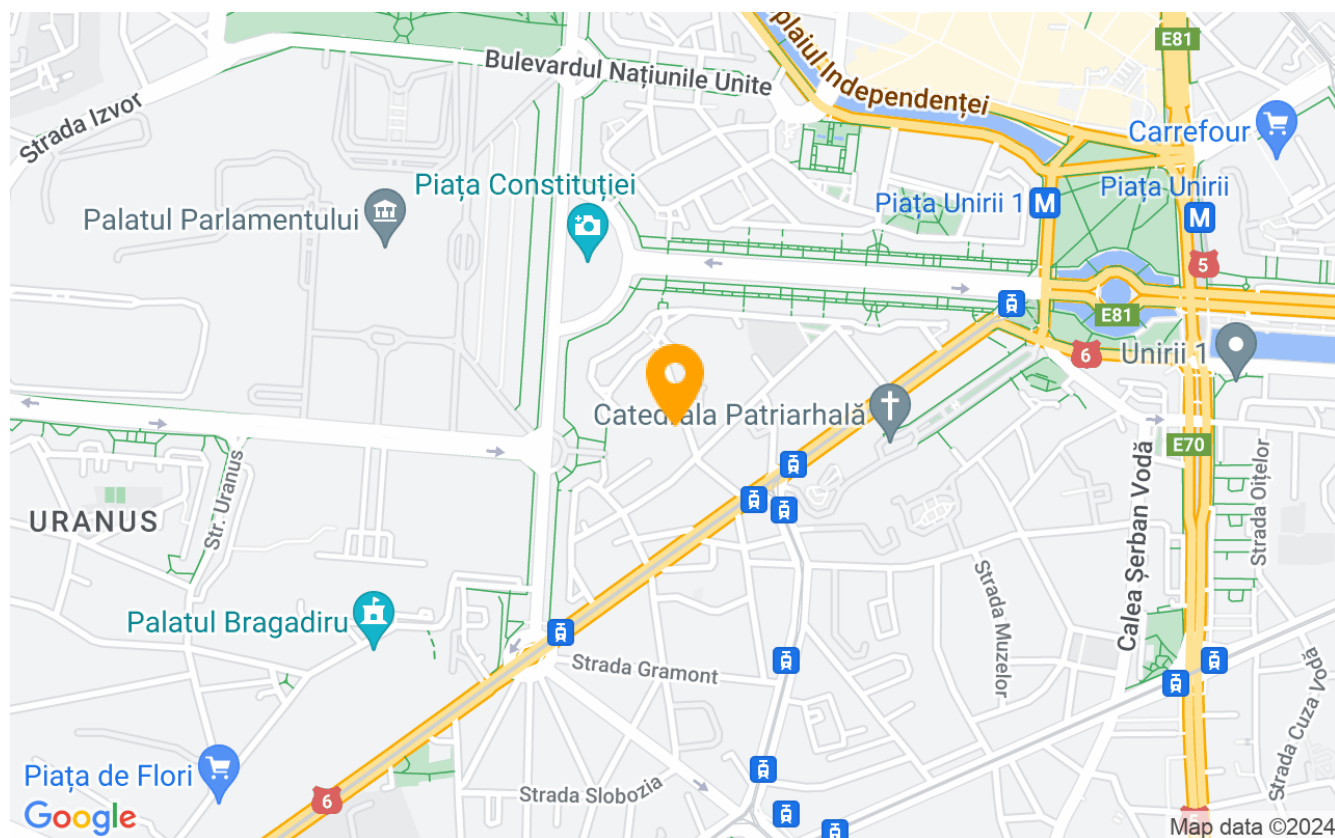 E81
Splaiul Independenței
Bulevardul Națiunile Unite
Strada Izvor
Carrefour
Piața Constituției
Piața Unirii 1
M
Piața Unirii
M
Palatul Parlamentului
5
E81
6
Unirii 1
Catedrala Patriarhală
E70
Calea Șerban Vodă
Strada Oițelor
Str. Uranus
URANUS
Strada Muzelor
Palatul Bragadiru
Strada Gramont
Strada Cuza Vodă
Piața de Flori
Strada Slobozia
6
Google
Map data ©2024